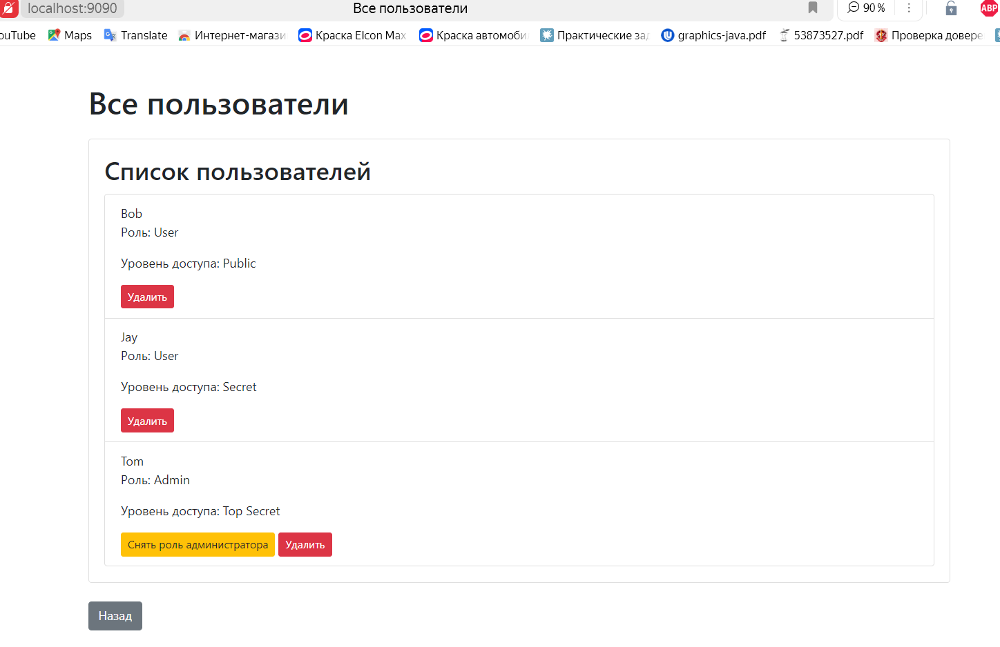 localhost:9090 Все пользователи 90 % ABP
ouTube Maps Translate Интернет-магази Краска Elcon Max Краска автомоби Практические за graphics-java.pdf 53873527.pdf Проверка довере
Все пользователи
Список пользователей
Bob
Роль: User
Уровень доступа: Public
Удалить
Jay
Роль: User
Уровень доступа: Secret
Удалить
Tom
Роль: Admin
Уровень доступа: Top Secret
Снять роль администратора Удалить
Назад